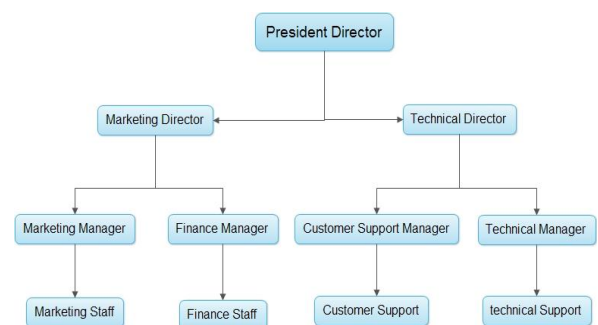 President Director
Marketing Director
Technical Director
Marketing Manager
Finance Manager
Customer Support Manager
Technical Manager
Marketing Staff
Finance Staff
Customer Support
technical Support